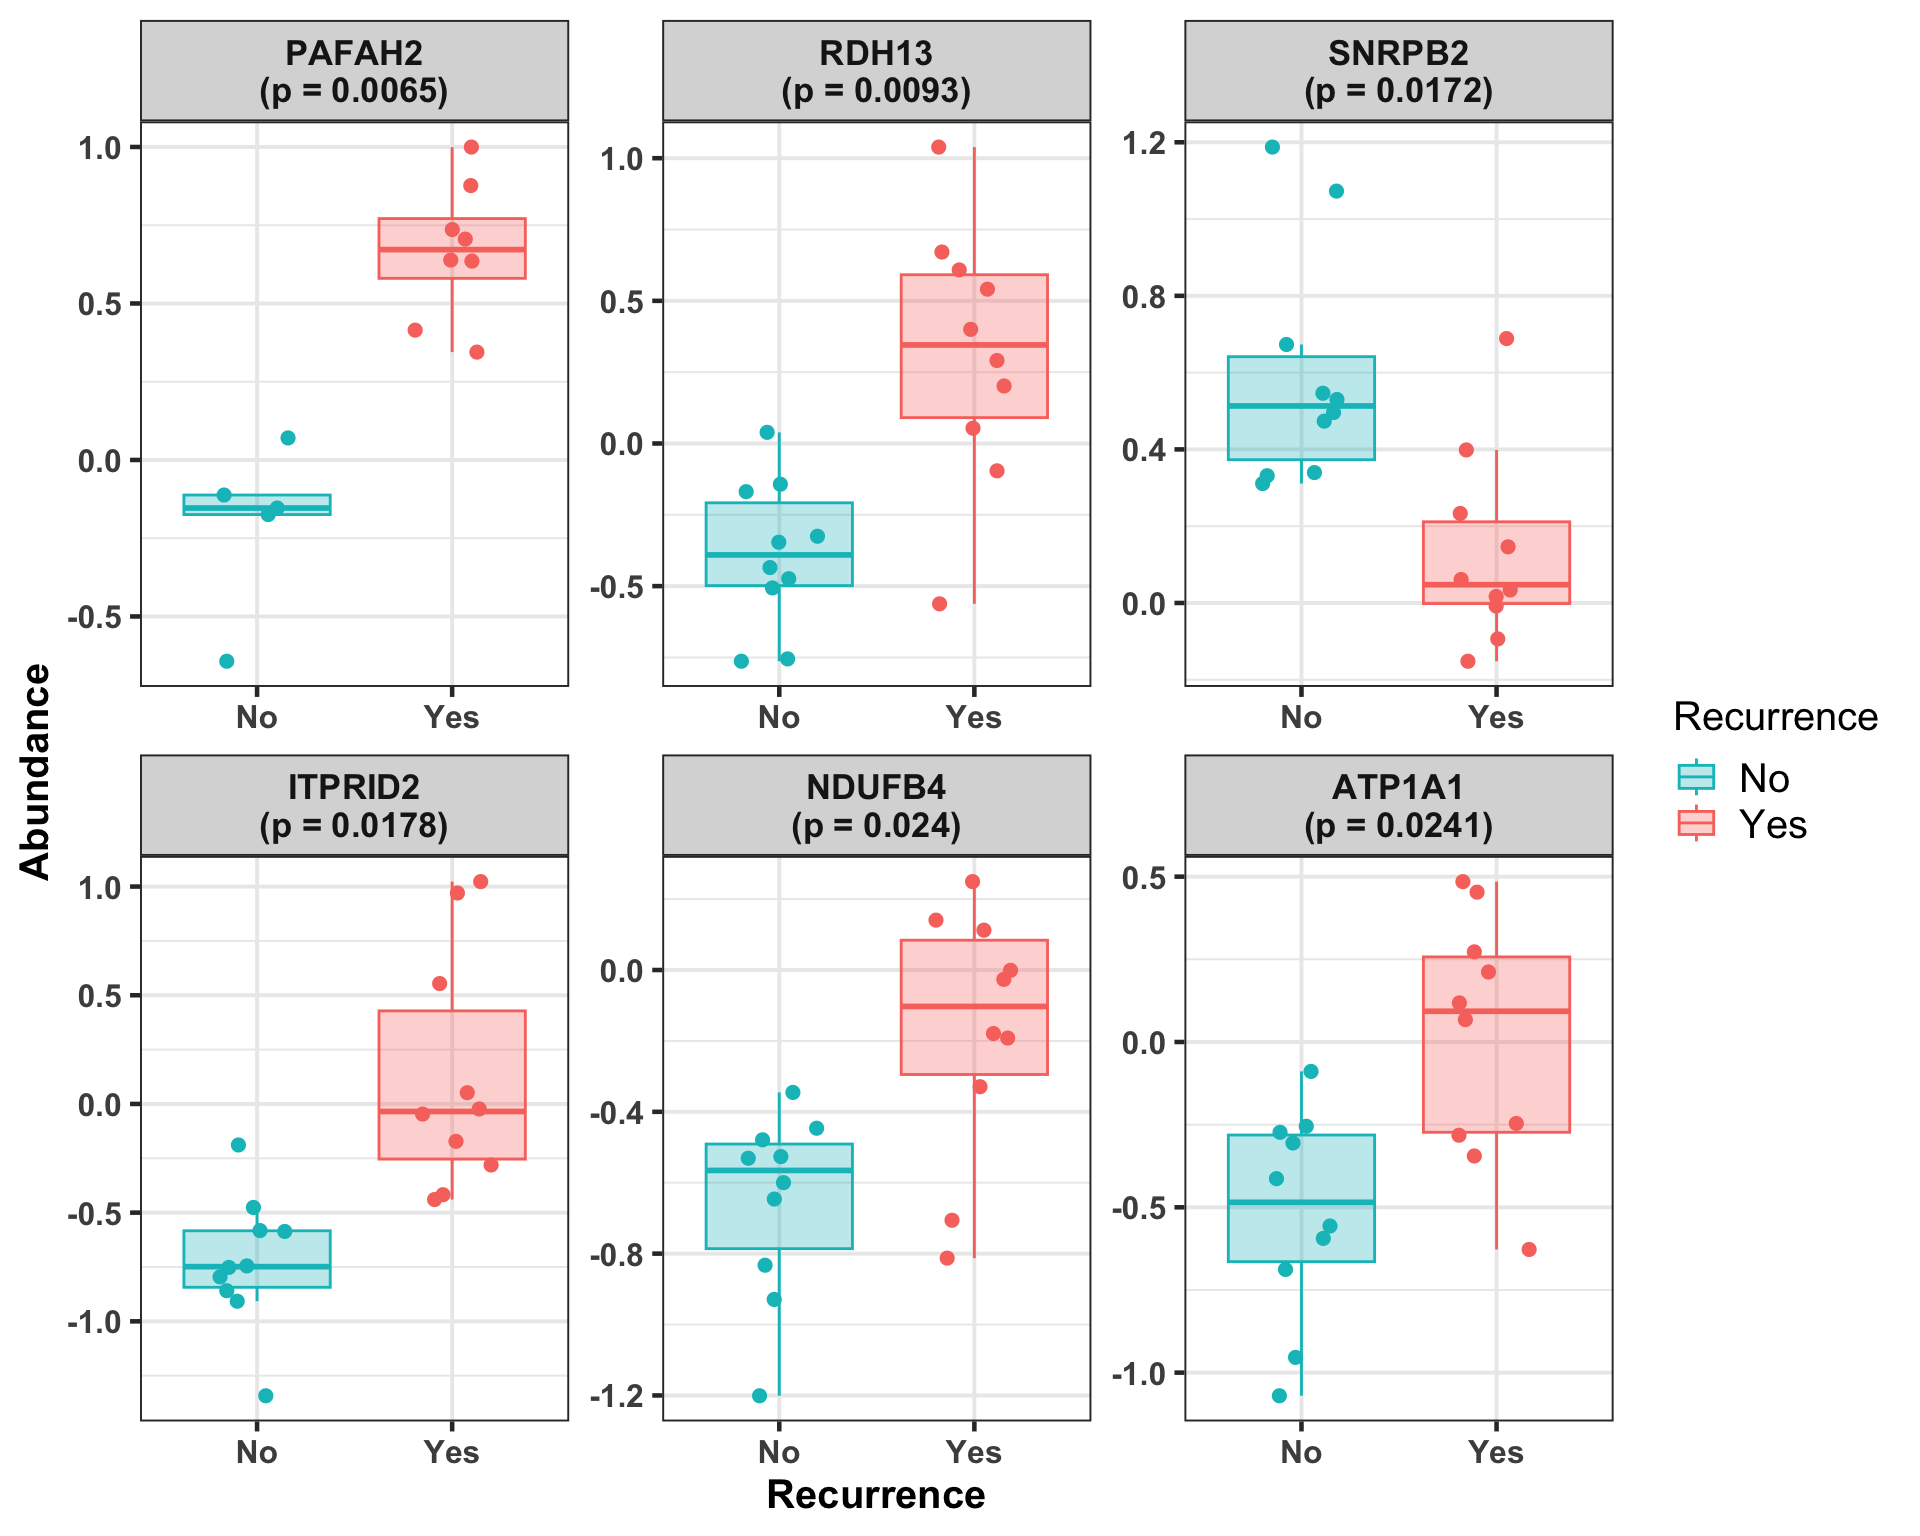 PAFAH2
(p = 0.0065)
RDH13
(p = 0.0093)
SNRPB2
(p = 0.0172)
1.0
0.5
0.0
-0.5
1.0
0.5
0.0
-0.5
1.2
0.8
0.4
0.0
No
Yes
No
Yes
No
Yes
ITPRID2
(p = 0.0178)
NDUFB4
(p = 0.024)
ATP1A1
(p = 0.0241)
1.0
0.5
0.0
-0.5
-1.0
0.0
-0.4
-0.8
-1.2
0.5
0.0
-0.5
-1.0
No
Yes
No
Yes
No
Yes
Abundance
Recurrence
Recurrence
No
Yes